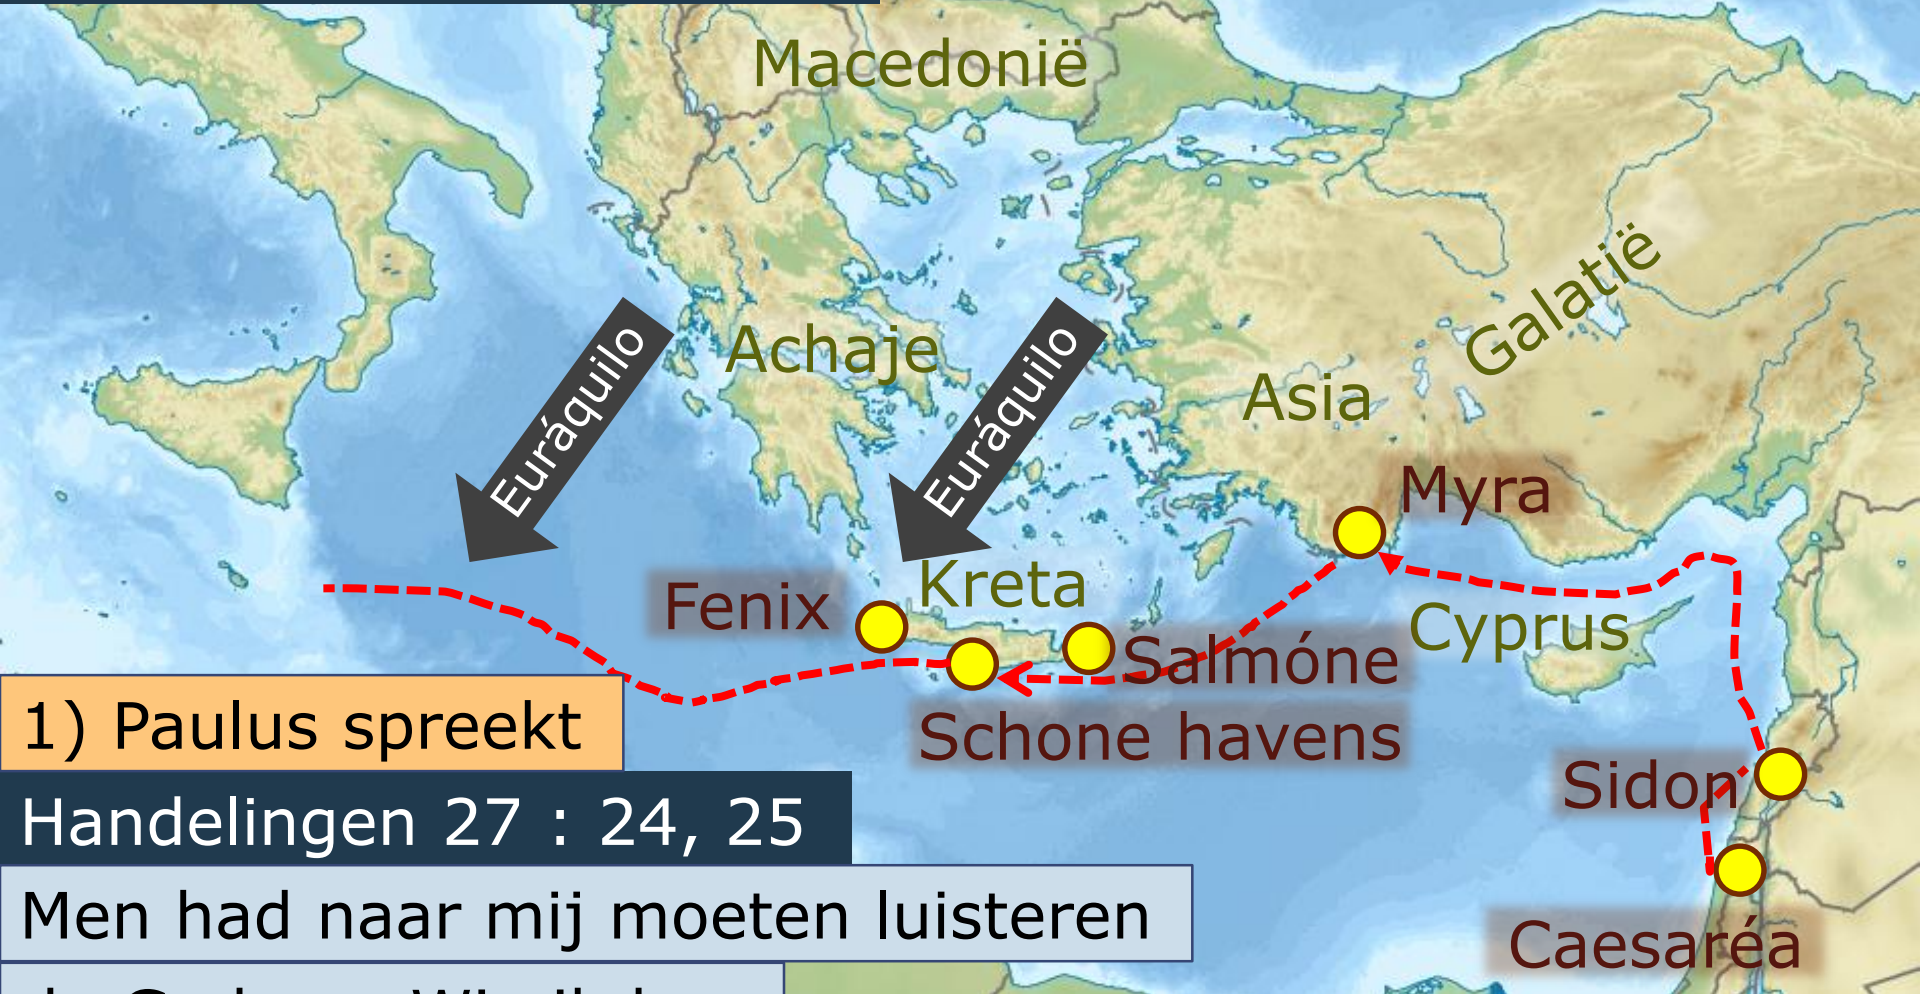 Macedonië
Galatië
Achaje
Euráquilo
Euráquilo
Asia
Myra
Kreta
Fenix
Cyprus
Salmóne
Schone havens
Sidon
Caesaréa
1) Paulus spreekt
Handelingen 27 : 24, 25
Men had naar mij moeten luisteren